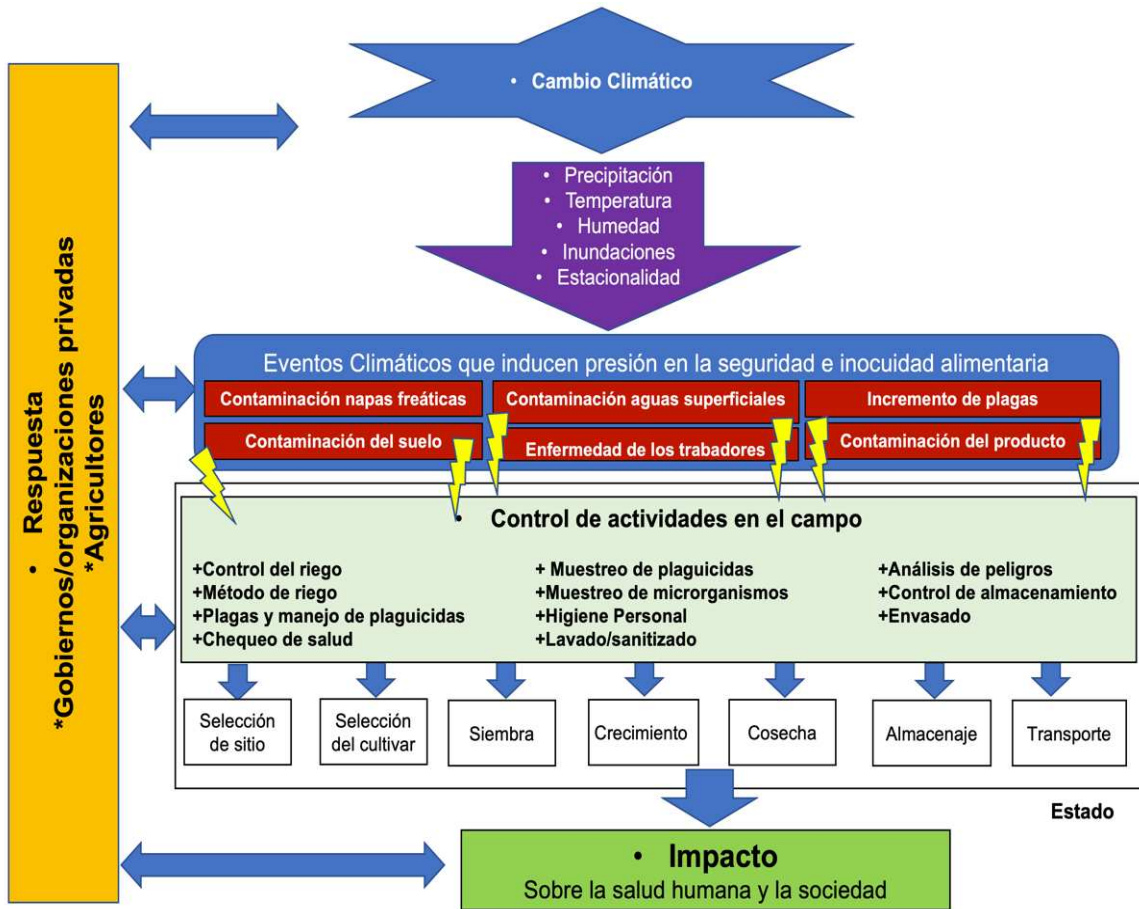 • Respuesta
*Gobiernos/organizaciones privadas
*Agricultores
• Cambio Climático
• Precipitación
• Temperatura
• Humedad
• Inundaciones
• Estacionalidad
Eventos Climáticos que inducen presión en la seguridad e inocuidad alimentaria
Contaminación napas freáticas
Contaminación aguas superficiales
Incremento de plagas
Contaminación del suelo
Enfermedad de los trabadores
Contaminación del producto
• Control de actividades en el campo
+Control del riego
+Método de riego
+Plagas y manejo de plaguicidas
+Chequeo de salud
+ Muestreo de plaguicidas
+Muestreo de microrganismos
+Higiene Personal
+Lavado/sanitizado
+Análisis de peligros
+Control de almacenamiento
+Envasado
Selección
de sitio
Selección
del cultivar
Siembra
Crecimiento
Cosecha
Almacenaje
Transporte
Estado
• Impacto
Sobre la salud humana y la sociedad